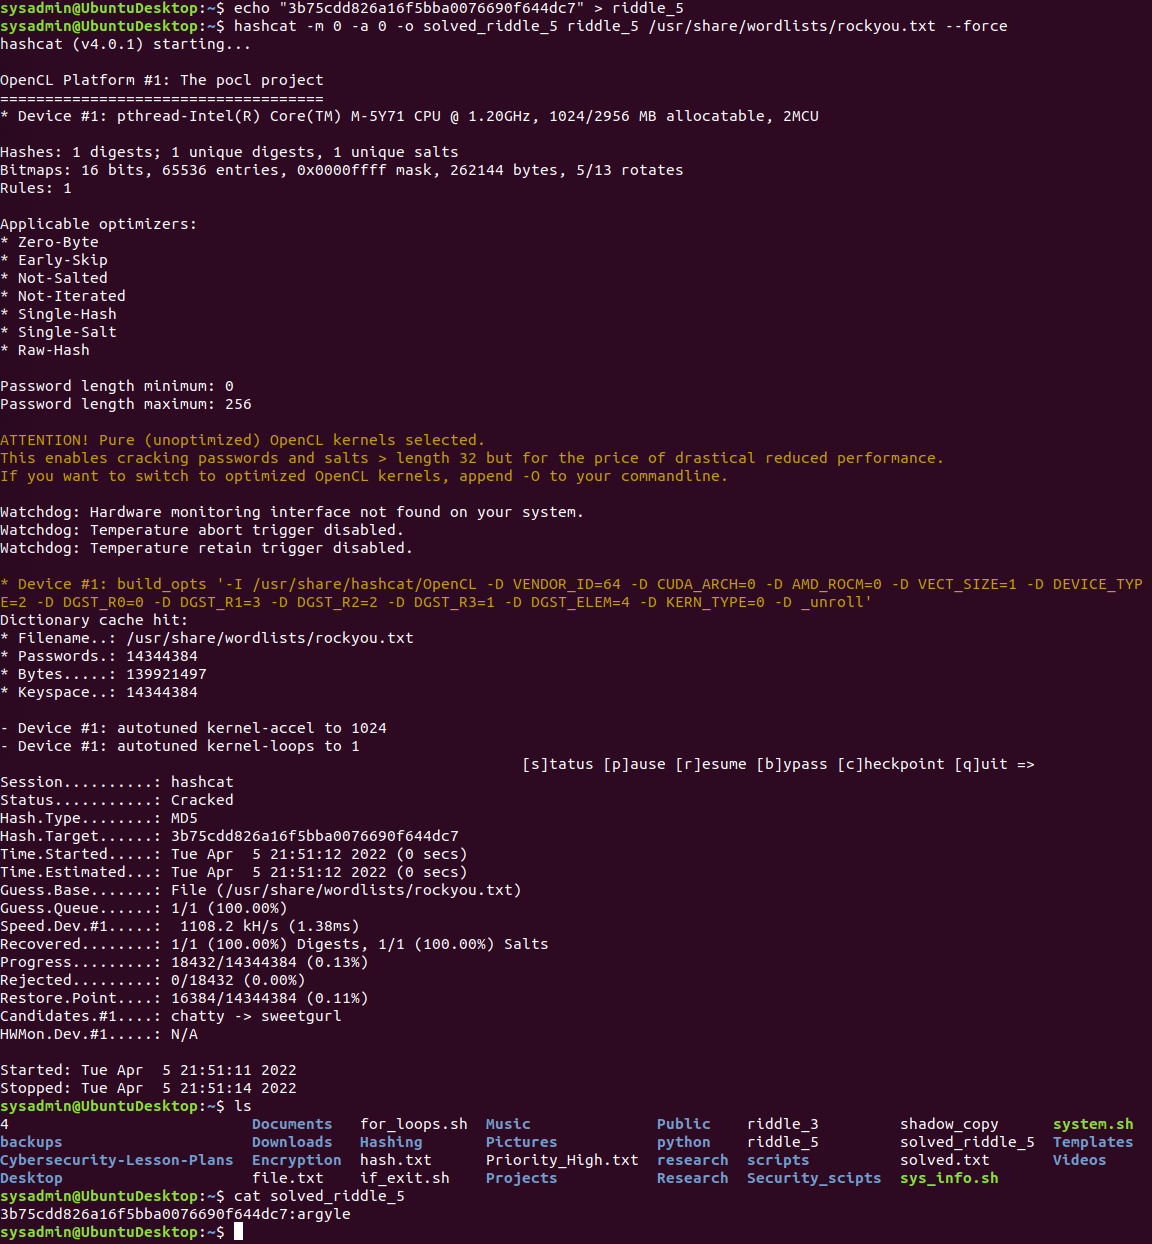 sysadmin@UbuntuDesktop:~$ echo "3b75cdd826a16f5bba0076690f644dc7" > riddle_5
sysadmin@UbuntuDesktop:~$ hashcat -m 0 -a 0 -o solved_riddle_5 riddle_5 /usr/share/wordlists/rockyou.txt --force
hashcat (v4.0.1) starting...

OpenCL Platform #1: The pocl project
====================================
* Device #1: pthread-Intel(R) Core(TM) M-5Y71 CPU @ 1.20GHz, 1024/2956 MB allocatable, 2MCU

Hashes: 1 digests; 1 unique digests, 1 unique salts
Bitmaps: 16 bits, 65536 entries, 0x0000ffff mask, 262144 bytes, 5/13 rotates
Rules: 1

Applicable optimizers:
* Zero-Byte
* Early-Skip
* Not-Salted
* Not-Iterated
* Single-Hash
* Single-Salt
* Raw-Hash

Password length minimum: 0
Password length maximum: 256

ATTENTION! Pure (unoptimized) OpenCL kernels selected.
This enables cracking passwords and salts > length 32 but for the price of drastical reduced performance.
If you want to switch to optimized OpenCL kernels, append -O to your commandline.

Watchdog: Hardware monitoring interface not found on your system.
Watchdog: Temperature abort trigger disabled.
Watchdog: Temperature retain trigger disabled.

* Device #1: build_opts '-I /usr/share/hashcat/OpenCL -D VENDOR_ID=64 -D CUDA_ARCH=0 -D AMD_ROCM=0 -D VECT_SIZE=1 -D DEVICE_TYP
E=2 -D DGST_R0=0 -D DGST_R1=3 -D DGST_R2=2 -D DGST_R3=1 -D DGST_ELEM=4 -D KERN_TYPE=0 -D _unroll'
Dictionary cache hit:
* Filename..: /usr/share/wordlists/rockyou.txt
* Passwords.: 14344384
* Bytes.....: 139921497
* Keyspace..: 14344384

- Device #1: autotuned kernel-accel to 1024
- Device #1: autotuned kernel-loops to 1
[s]tatus [p]ause [r]esume [b]ypass [c]heckpoint [q]uit =>
Session..........: hashcat
Status...........: Cracked
Hash.Type........: MD5
Hash.Target......: 3b75cdd826a16f5bba0076690f644dc7
Time.Started.....: Tue Apr  5 21:51:12 2022 (0 secs)
Time.Estimated...: Tue Apr  5 21:51:12 2022 (0 secs)
Guess.Base.......: File (/usr/share/wordlists/rockyou.txt)
Guess.Queue......: 1/1 (100.00%)
Speed.Dev.#1.....:  1108.2 kH/s (1.38ms)
Recovered........: 1/1 (100.00%) Digests, 1/1 (100.00%) Salts
Progress.........: 18432/14344384 (0.13%)
Rejected.........: 0/18432 (0.00%)
Restore.Point....: 16384/14344384 (0.11%)
Candidates.#1....: chatty -> sweetgurl
HWMon.Dev.#1.....: N/A

Started: Tue Apr  5 21:51:11 2022
Stopped: Tue Apr  5 21:51:14 2022
sysadmin@UbuntuDesktop:~$ ls
4 Documents for_loops.sh Music Public riddle_3 shadow_copy system.sh
backups Downloads Hashing Pictures python riddle_5 solved_riddle_5 Templates
Cybersecurity-Lesson-Plans Encryption hash.txt Priority_High.txt research scripts solved.txt Videos
Desktop file.txt if_exit.sh Projects Research Security_scipts sys_info.sh
sysadmin@UbuntuDesktop:~$ cat solved_riddle_5
3b75cdd826a16f5bba0076690f644dc7:argyle
sysadmin@UbuntuDesktop:~$